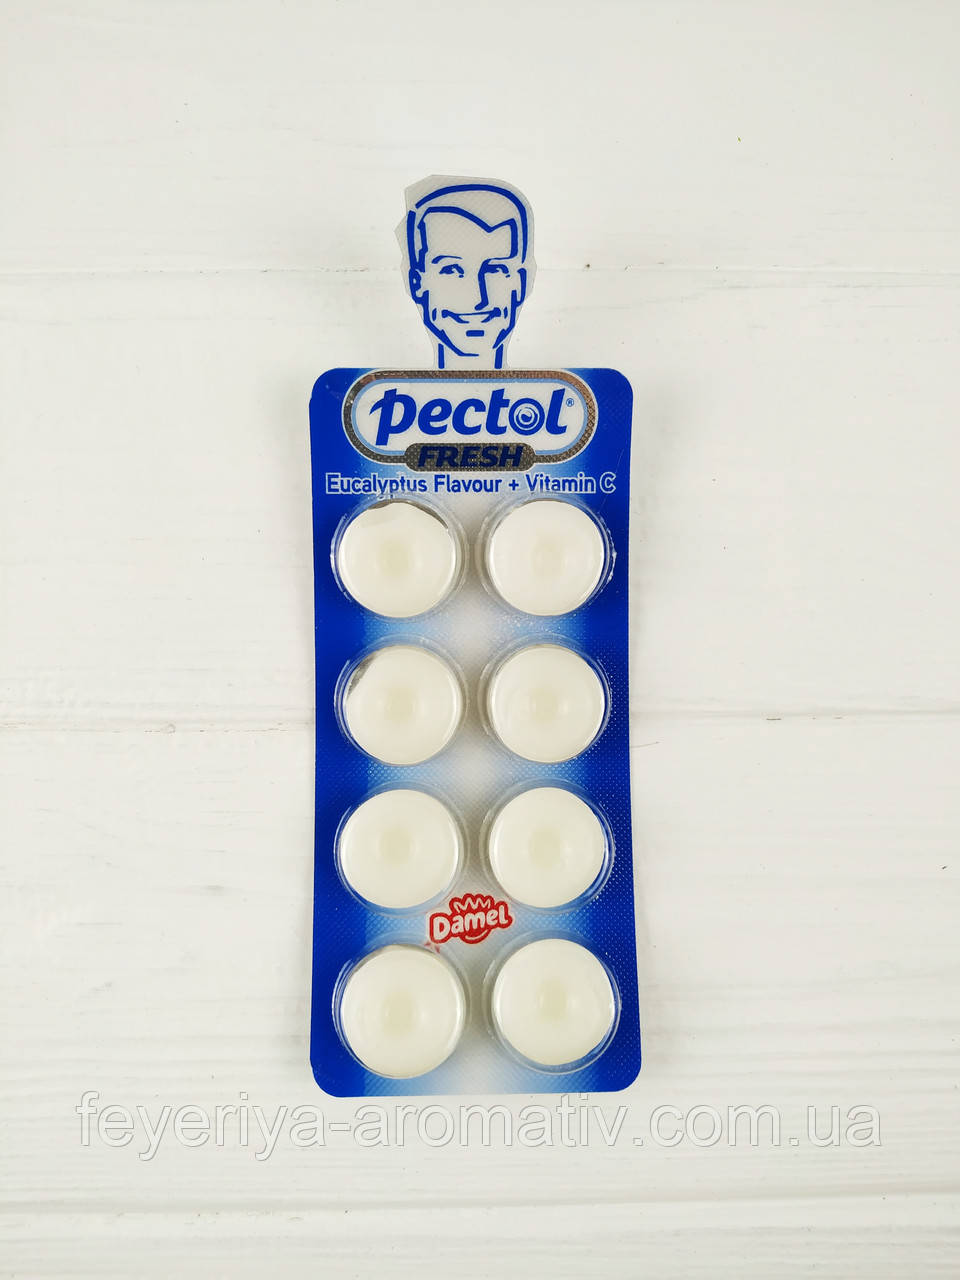 Pectol®
FRESH
Eucalyptus Flavour + Vitamin C
Damel
feyeriya-aromativ.com.ua